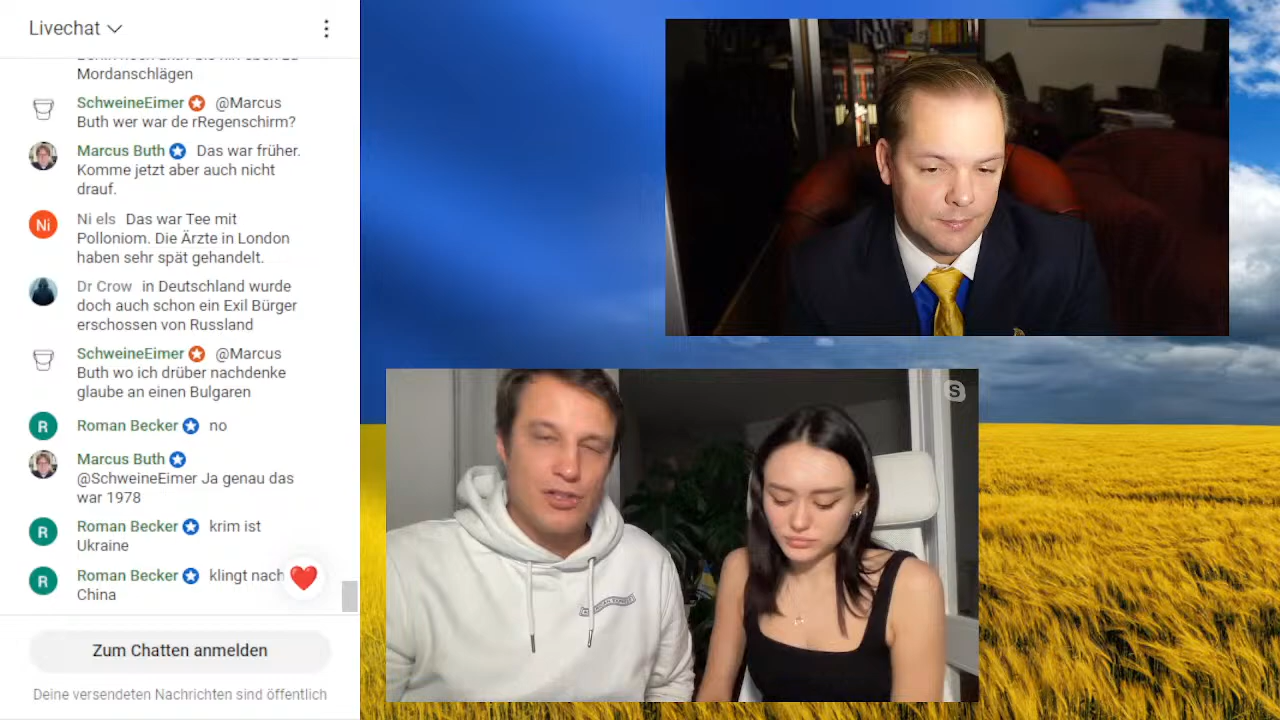 Livechat
Mordanschlägen
SchweineEimer @Marcus
Buth wer war de rRegenschirm?
Marcus Buth Das war früher.
Komme jetzt aber auch nicht
drauf.
Ni
Ni els Das war Tee mit
Polloniom. Die Ärzte in London
haben sehr spät gehandelt.
Dr Crow in Deutschland wurde
doch auch schon ein Exil Bürger
erschossen von Russland
SchweineEimer @Marcus
Buth wo ich drüber nachdenke
glaube an einen Bulgaren
R
Roman Becker no
Marcus Buth
@SchweineEimer Ja genau das
war 1978
R
Roman Becker krim ist
Ukraine
R
Roman Becker klingt nach
China
Zum Chatten anmelden
Deine versendeten Nachrichten sind öffentlich
S